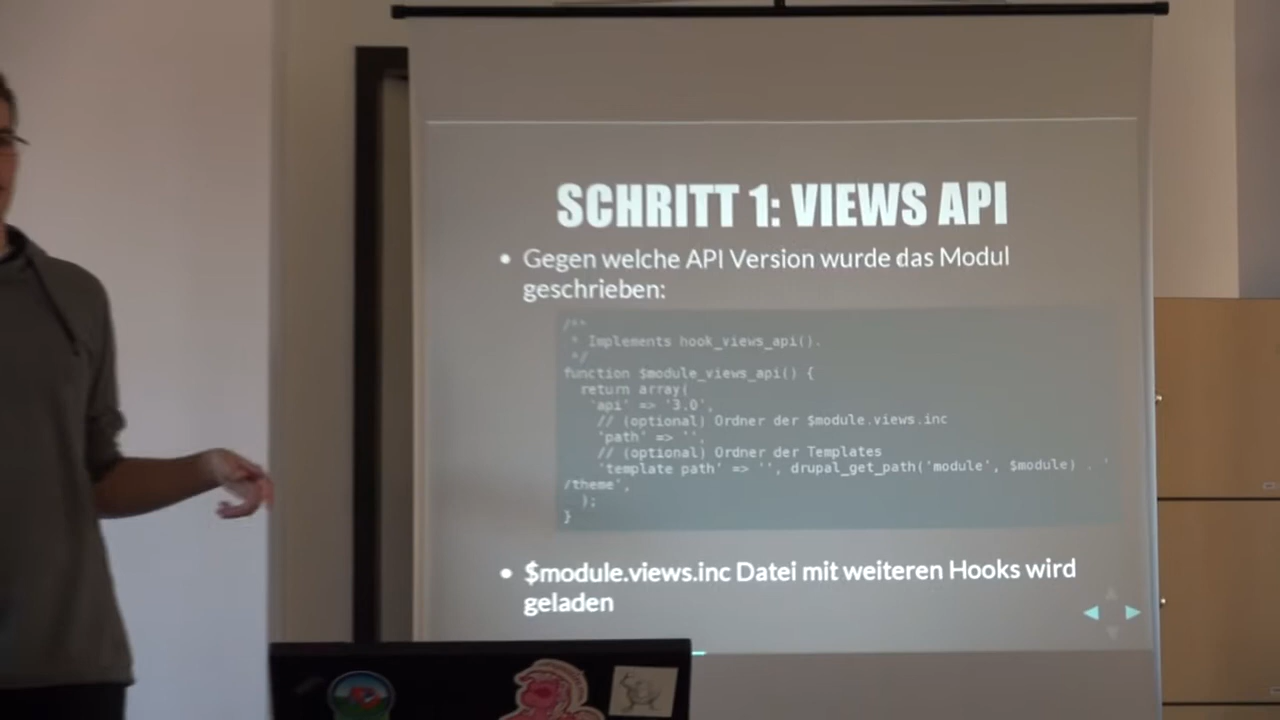 SCHRITT 1: VIEWS API
• Gegen welche API Version wurde das Modul
geschrieben:
/**
* Implements hook_views_api().
*/
function $module_views_api() {
return array(
'api' => '3.0',
// (optional) Ordner der $module.views.inc
'path' => '',
// (optional) Ordner der Templates
'template path' => '', drupal_get_path('module', $module) . '
/theme',
);
}
• $module.views.inc Datei mit weiteren Hooks wird
geladen